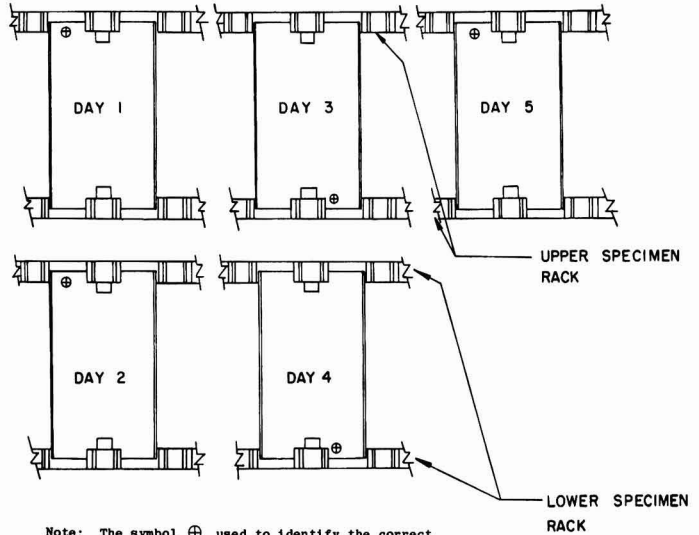 DAY 1
DAY 3
DAY 5
UPPER SPECIMEN
RACK
DAY 2
DAY 4
LOWER SPECIMEN
RACK
Note: The symbol ⊕ used to identify the correct